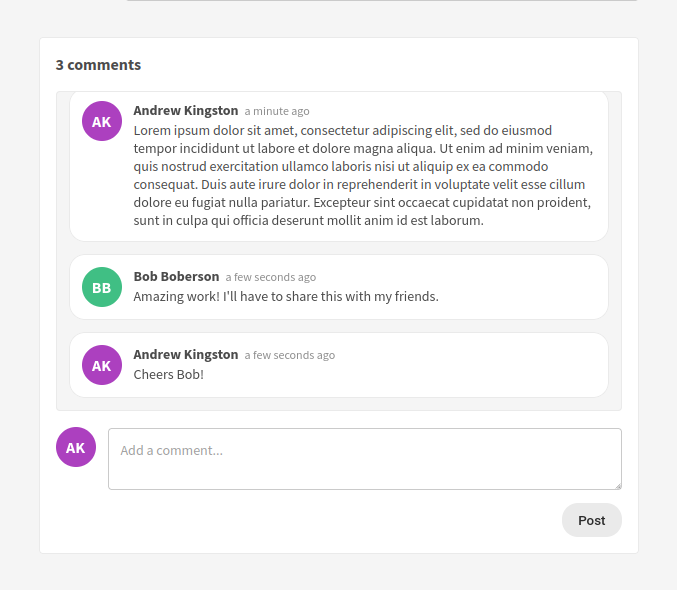 3 comments
AK
Andrew Kingston a minute ago
Lorem ipsum dolor sit amet, consectetur adipiscing elit, sed do eiusmod
tempor incididunt ut labore et dolore magna aliqua. Ut enim ad minim veniam,
quis nostrud exercitation ullamco laboris nisi ut aliquip ex ea commodo
consequat. Duis aute irure dolor in reprehenderit in voluptate velit esse cillum
dolore eu fugiat nulla pariatur. Excepteur sint occaecat cupidatat non proident,
sunt in culpa qui officia deserunt mollit anim id est laborum.
BB
Bob Boberson a few seconds ago
Amazing work! I'll have to share this with my friends.
AK
Andrew Kingston a few seconds ago
Cheers Bob!
AK
Add a comment...
Post